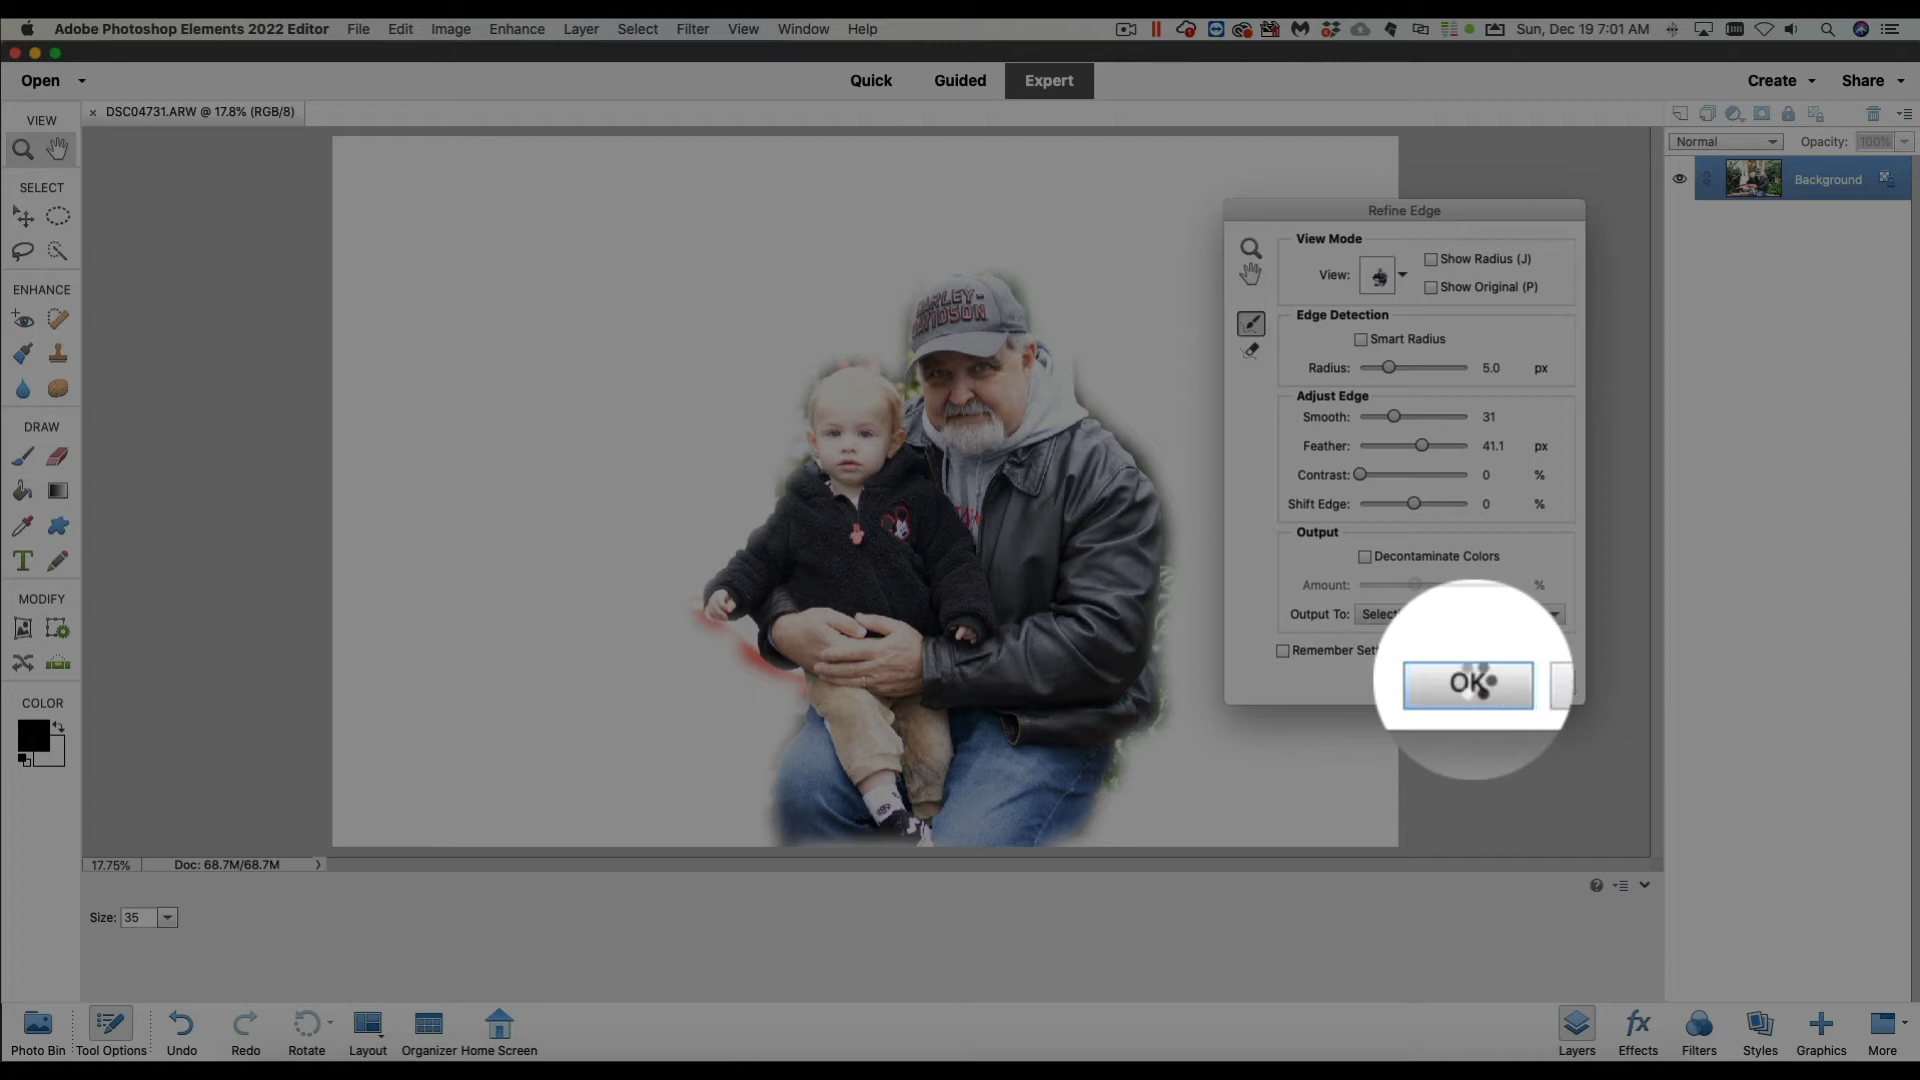 Adobe Photoshop Elements 2022 Editor File Edit Image Enhance Layer Select Filter View Window Help Sun, Dec 19 7:01 AM
Open Quick Guided Expert Create Share
× DSC04731.ARW @ 17.8% (RGB/8)
VIEW
Normal Opacity: 100%
Background
SELECT
ENHANCE
DRAW
T
MODIFY
COLOR
HARLEY-
DAVIDSON
Refine Edge
View Mode
View: Show Radius (J)
Show Original (P)
Edge Detection
Smart Radius
Radius: 5.0 px
Adjust Edge
Smooth: 31
Feather: 41.1 px
Contrast: 0 %
Shift Edge: 0 %
Output
Decontaminate Colors
Amount: %
Output To:
Remember
OK
17.75% Doc: 68.7M/68.7M
Size: 35
Photo Bin Tool Options Undo Redo Rotate Layout Organizer Home Screen fx Layers Effects Filters Styles Graphics More